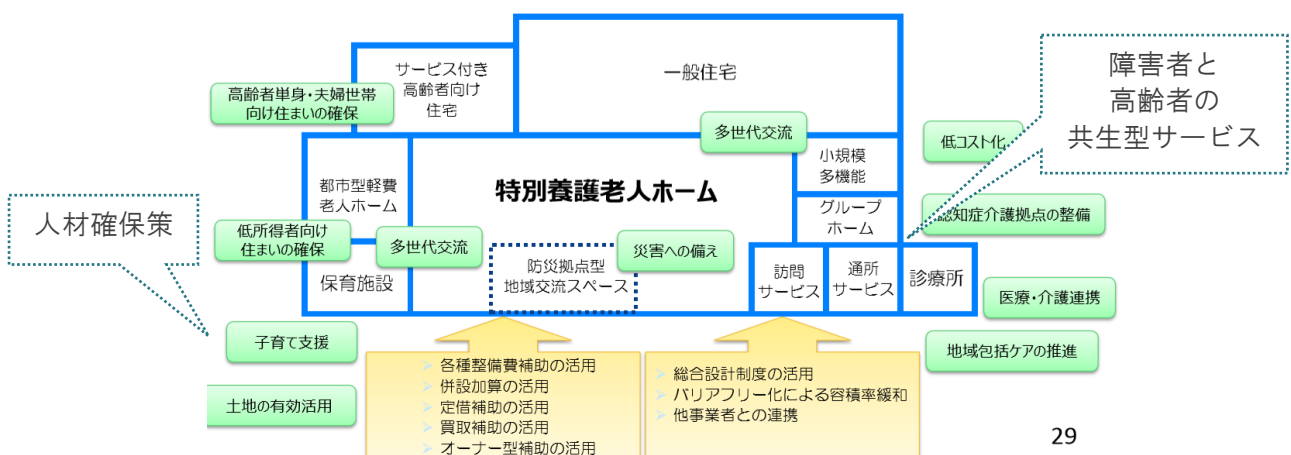 サービス付き
高齢者向け
住宅
一般住宅
障害者と
高齢者の
共生型サービス
高齢者単身・夫婦世帯
向け住まいの確保
多世代交流
低コスト化
都市型軽費
老人ホーム
特別養護老人ホーム
小規模
多機能
グループ
ホーム
認知症介護拠点の整備
人材確保策
低所得者向け
住まいの確保
多世代交流
災害への備え
保育施設
防災拠点型
地域交流スペース
訪問
サービス
通所
サービス
診療所
医療・介護連携
子育て支援
地域包括ケアの推進
土地の有効活用
➢ 各種整備費補助の活用
➢ 併設加算の活用
➢ 定借補助の活用
➢ 買取補助の活用
➢ オーナー型補助の活用
➢ 総合設計制度の活用
➢ バリアフリー化による容積率緩和
➢ 他事業者との連携
29